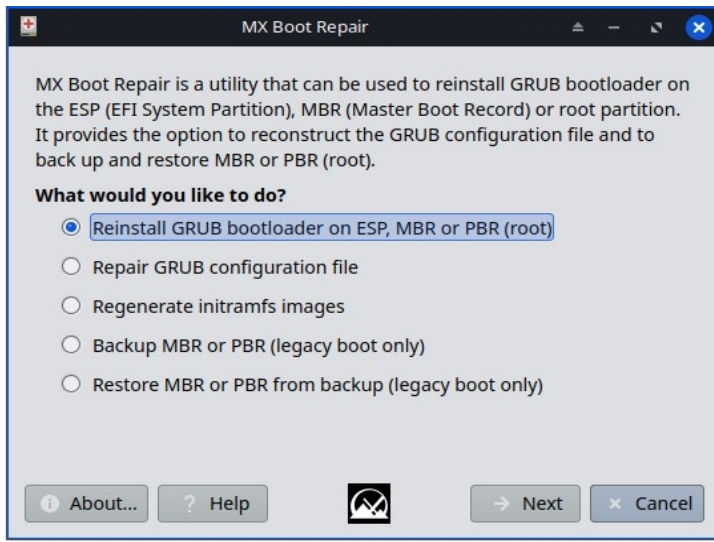 MX Boot Repair
MX Boot Repair is a utility that can be used to reinstall GRUB bootloader on
the ESP (EFI System Partition), MBR (Master Boot Record) or root partition.
It provides the option to reconstruct the GRUB configuration file and to
back up and restore MBR or PBR (root).
What would you like to do?
Reinstall GRUB bootloader on ESP, MBR or PBR (root)
Repair GRUB configuration file
Regenerate initramfs images
Backup MBR or PBR (legacy boot only)
Restore MBR or PBR from backup (legacy boot only)
About... Help Next Cancel